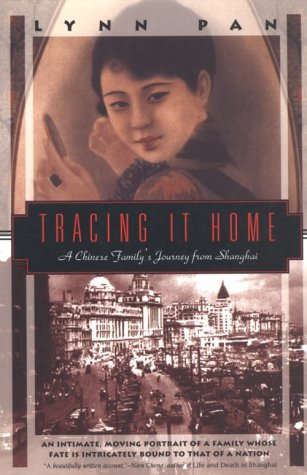 LYNN PAN
TRACING IT HOME
A Chinese Family's Journey from Shanghai
AN INTIMATE, MOVING PORTRAIT OF A FAMILY WHOSE
FATE IS INTRICATELY BOUND TO THAT OF A NATION
"A beautifully written account."—Nien Cheng, author of Life and Death in Shanghai